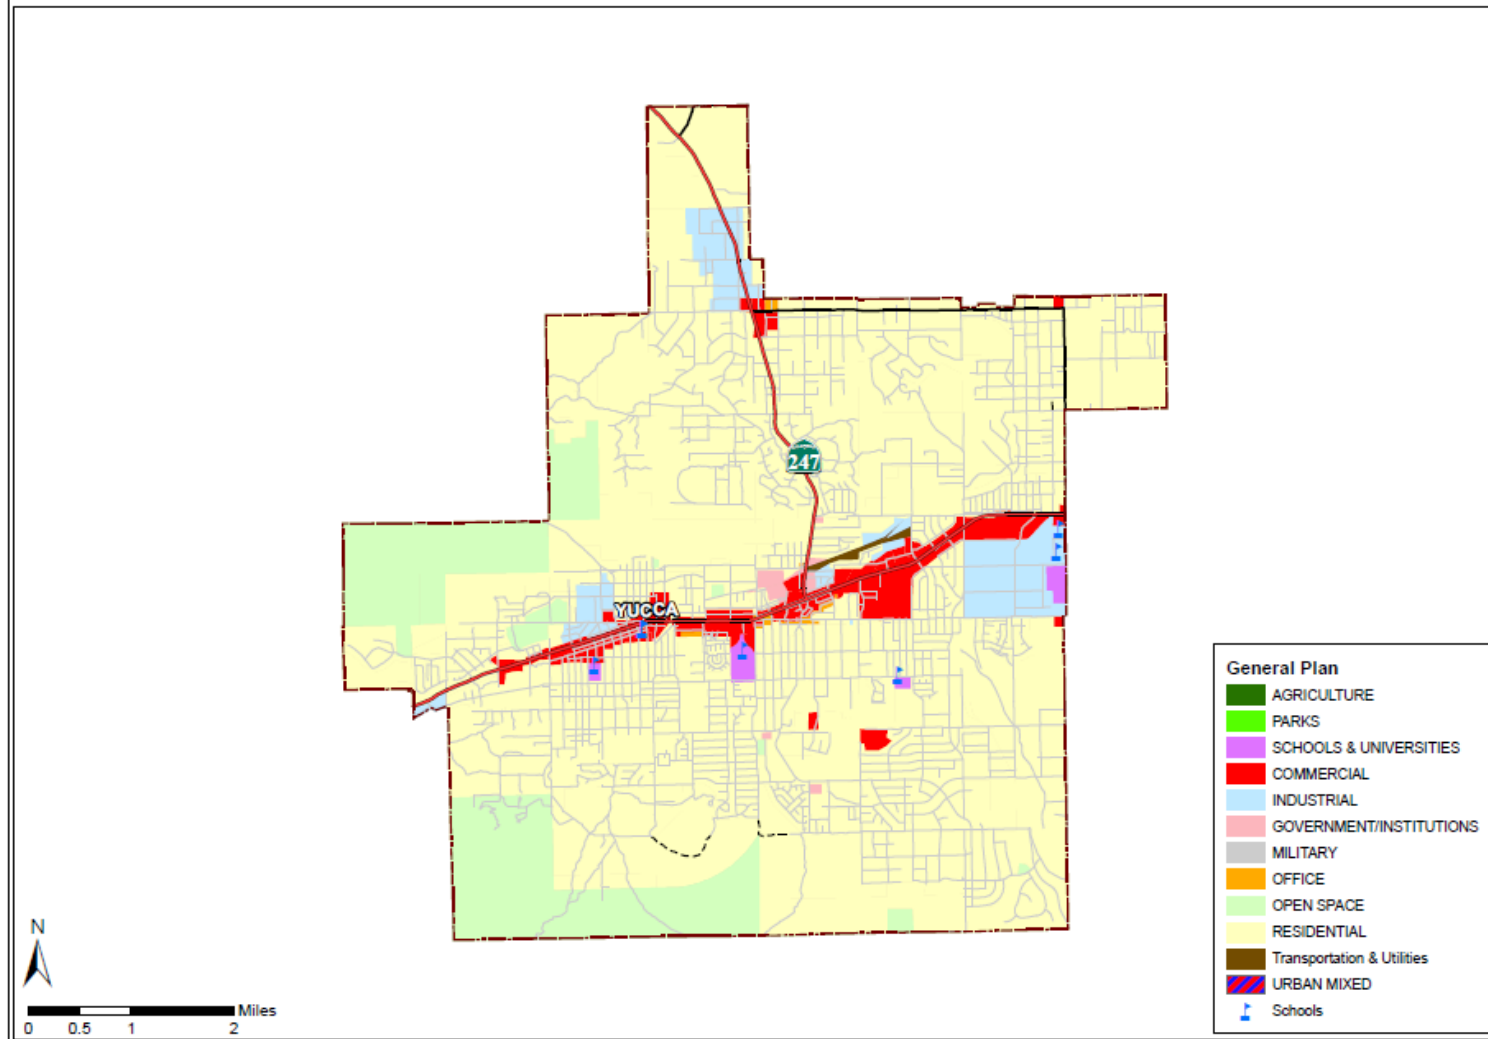 247
YUCCA
General Plan
AGRICULTURE
PARKS
SCHOOLS & UNIVERSITIES
COMMERCIAL
INDUSTRIAL
GOVERNMENT/INSTITUTIONS
MILITARY
OFFICE
OPEN SPACE
RESIDENTIAL
Transportation & Utilities
URBAN MIXED
Schools
N
Miles
0 0.5 1 2